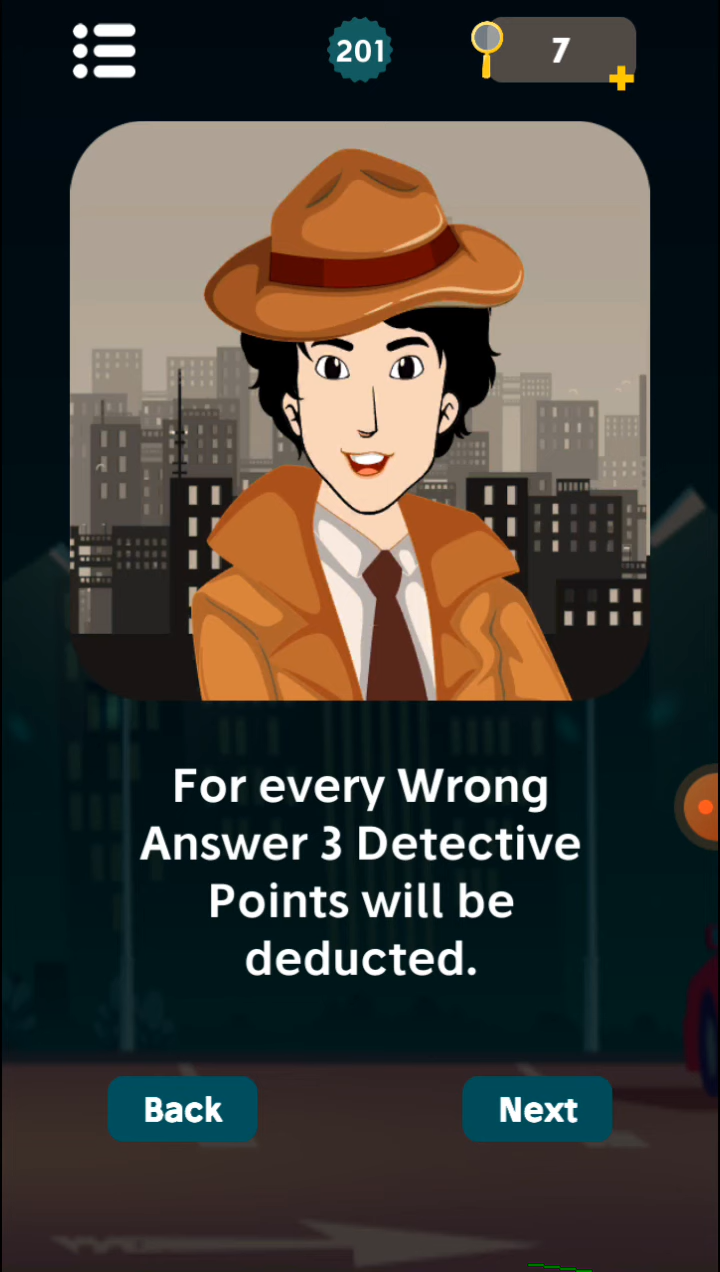 201
7
For every Wrong
Answer 3 Detective
Points will be
deducted.
Back
Next